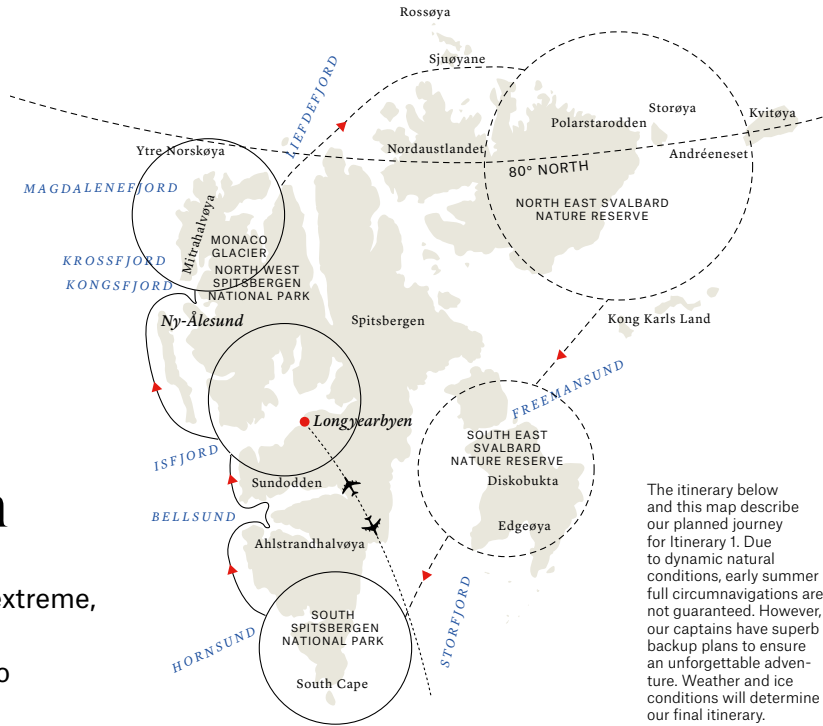 Rossøya
Sjuøyane
LIEFDEFJORD
Storøya
Kvitøya
Polarstarodden
Ytre Norskøya
Nordaustlandet
Andréeneset
80° NORTH
MAGDALENEFJORD
NORTH EAST SVALBARD
NATURE RESERVE
Mitrahalvøya
MONACO
GLACIER
KROSSFJORD
NORTH WEST
SPITSBERGEN
NATIONAL PARK
KONGSFJORD
Ny-Ålesund
Spitsbergen
Kong Karls Land
FREEMANSUND
Longyearbyen
SOUTH EAST
SVALBARD
NATURE RESERVE
ISFJORD
Sundodden
Diskobukta
BELLSUND
Edgeøya
Ahlstrandhalvøya
STORFJORD
SOUTH
SPITSBERGEN
NATIONAL PARK
HORNSUND
South Cape
extreme,
The itinerary below
and this map describe
our planned journey
for Itinerary 1. Due
to dynamic natural
conditions, early summer
full circumnavigations are
not guaranteed. However,
our captains have superb
backup plans to ensure
an unforgettable adven-
ture. Weather and ice
conditions will determine
our final itinerary.